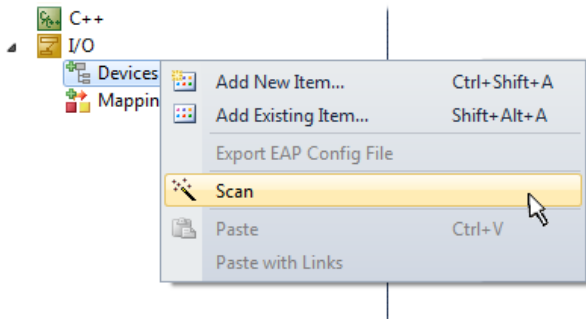 C++
I/O
Devices
Mappin
Add New Item... Ctrl+Shift+A
Add Existing Item... Shift+Alt+A
Export EAP Config File
Scan
Paste Ctrl+V
Paste with Links